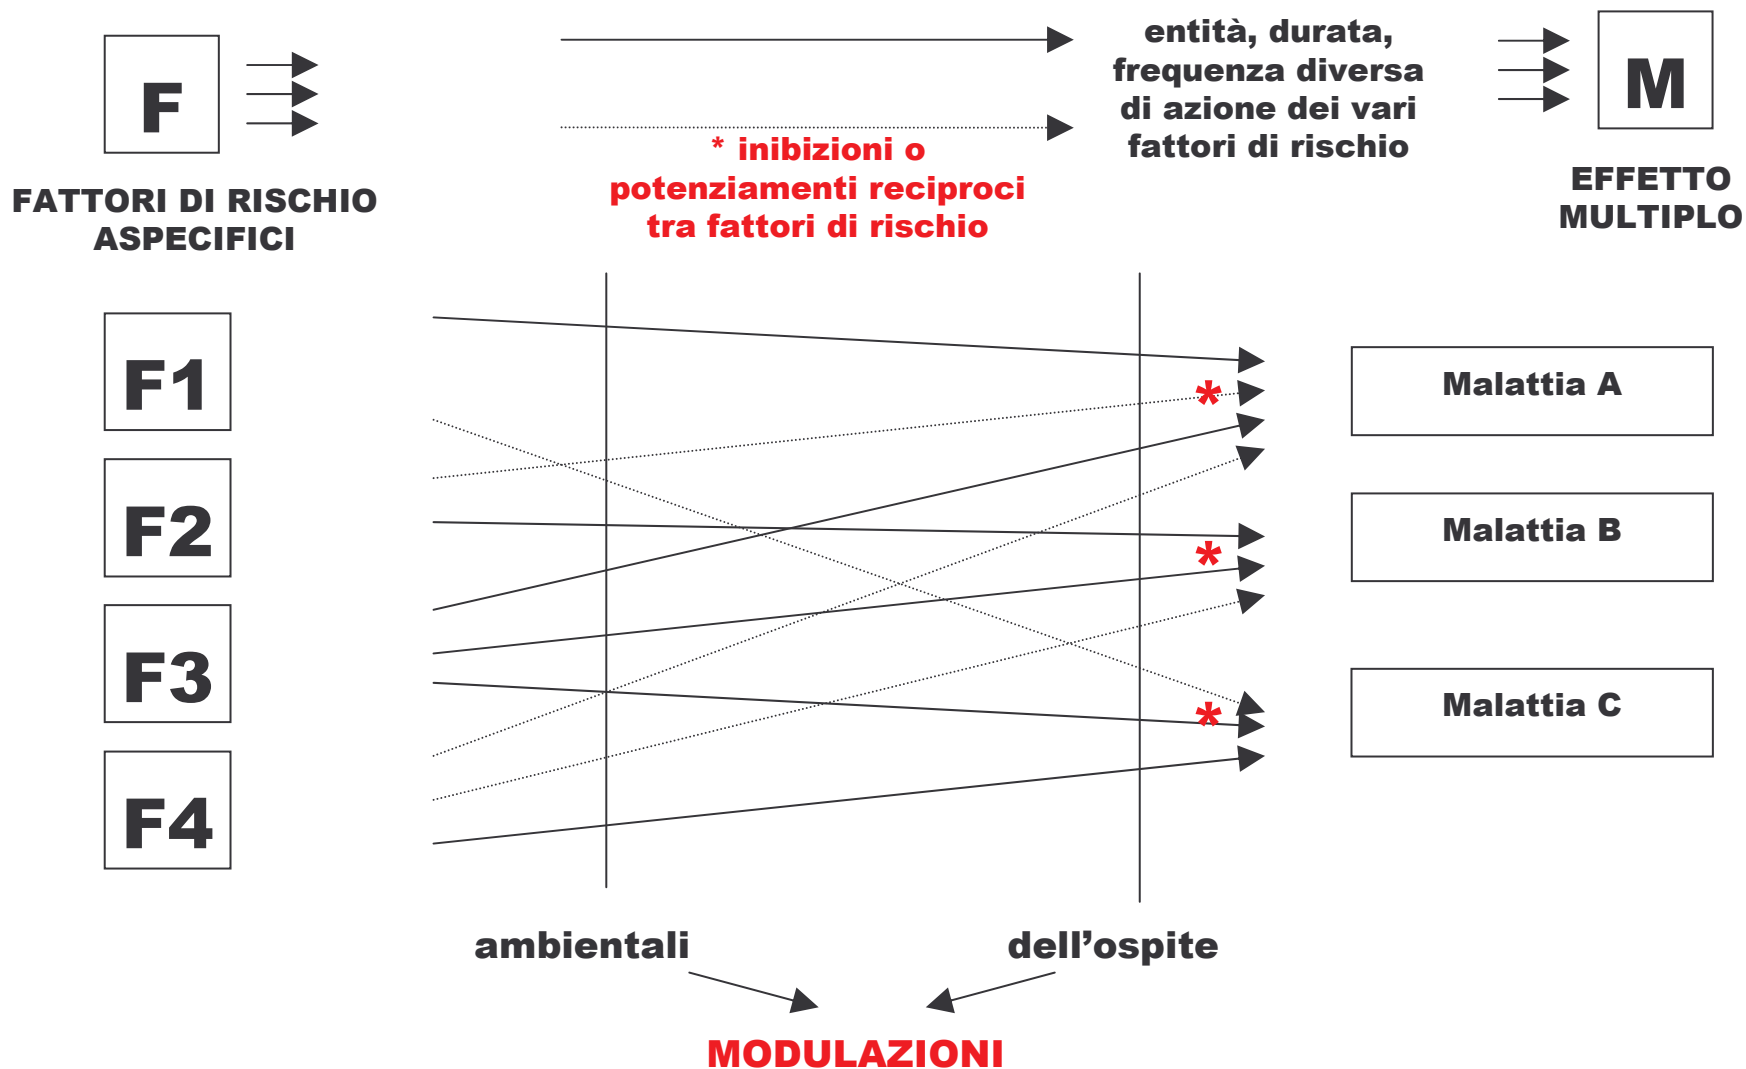 F
FATTORI DI RISCHIO
ASPECIFICI
* inibizioni o
potenziamenti reciproci
tra fattori di rischio
entità, durata,
frequenza diversa
di azione dei vari
fattori di rischio
M
EFFETTO
MULTIPLO
F1
F2
F3
F4
*
*
*
Malattia A
Malattia B
Malattia C
ambientali
dell’ospite
MODULAZIONI